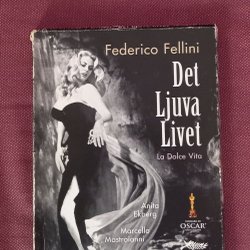 Federico Fellini
Det
Ljuva
Livet
La Dolce Vita
Anita
Ekberg
Marcello
Mastroianni
OSCAR